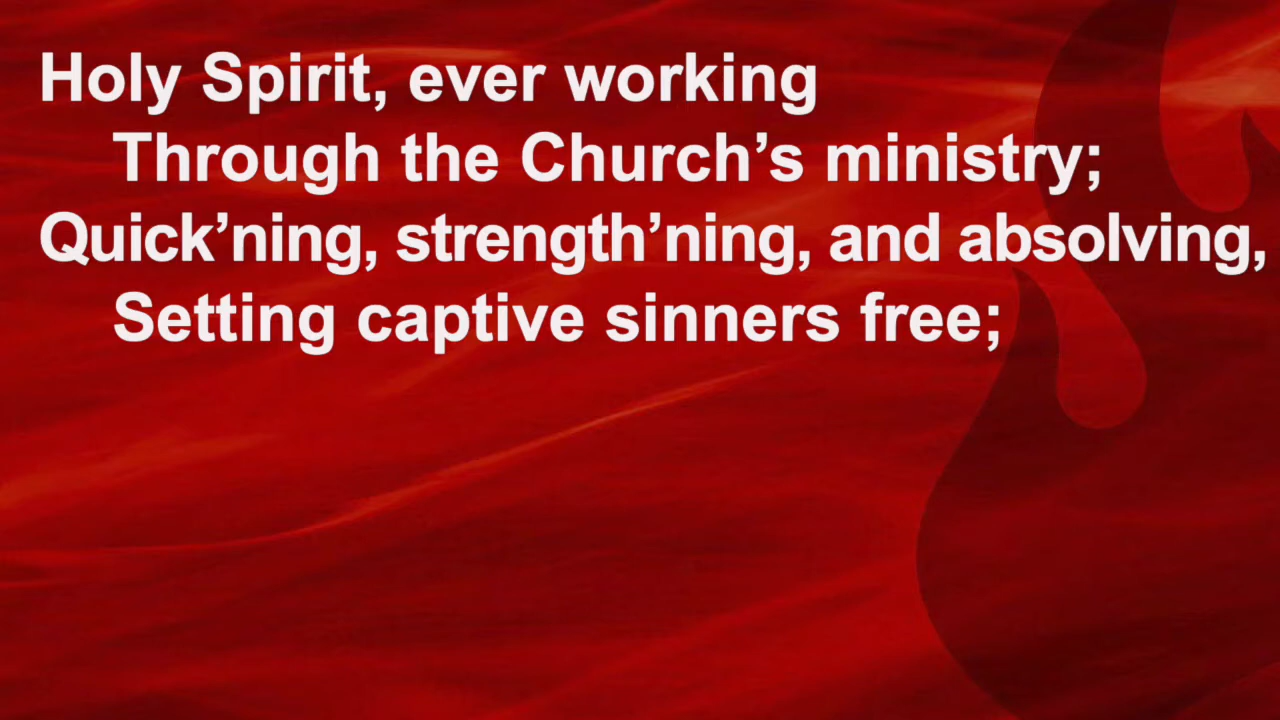 Holy Spirit, ever working
Through the Church’s ministry;
Quick’ning, strength’ning, and absolving,
Setting captive sinners free;